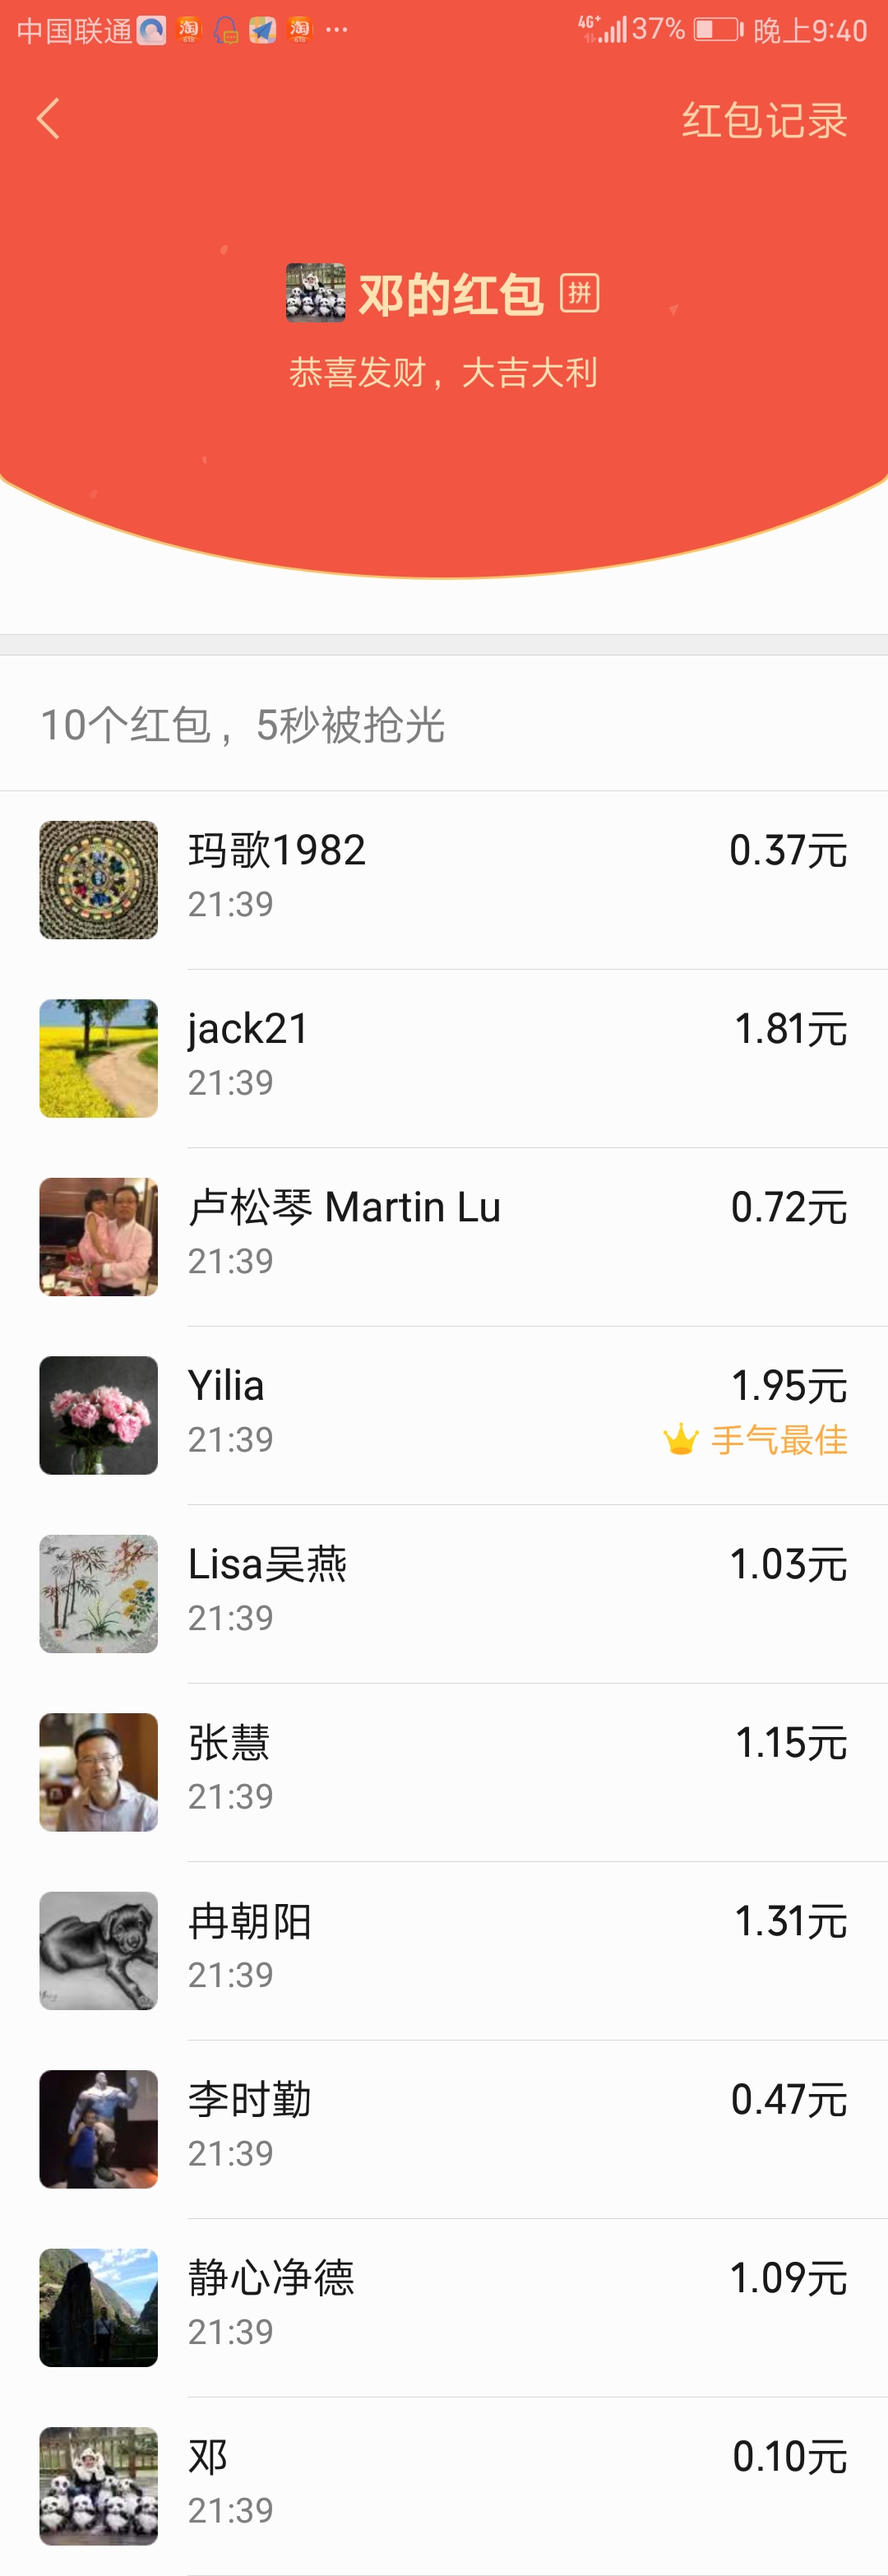 中国联通 淘 618 淘 618 ... 4G+ 37% 晚上9:40
红包记录
邓的红包 拼
恭喜发财，大吉大利
10个红包，5秒被抢光
玛歌1982 0.37元
21:39
jack21 1.81元
21:39
卢松琴 Martin Lu 0.72元
21:39
Yilia 1.95元
21:39 手气最佳
Lisa吴燕 1.03元
21:39
张慧 1.15元
21:39
冉朝阳 1.31元
21:39
李时勤 0.47元
21:39
静心净德 1.09元
21:39
邓 0.10元
21:39